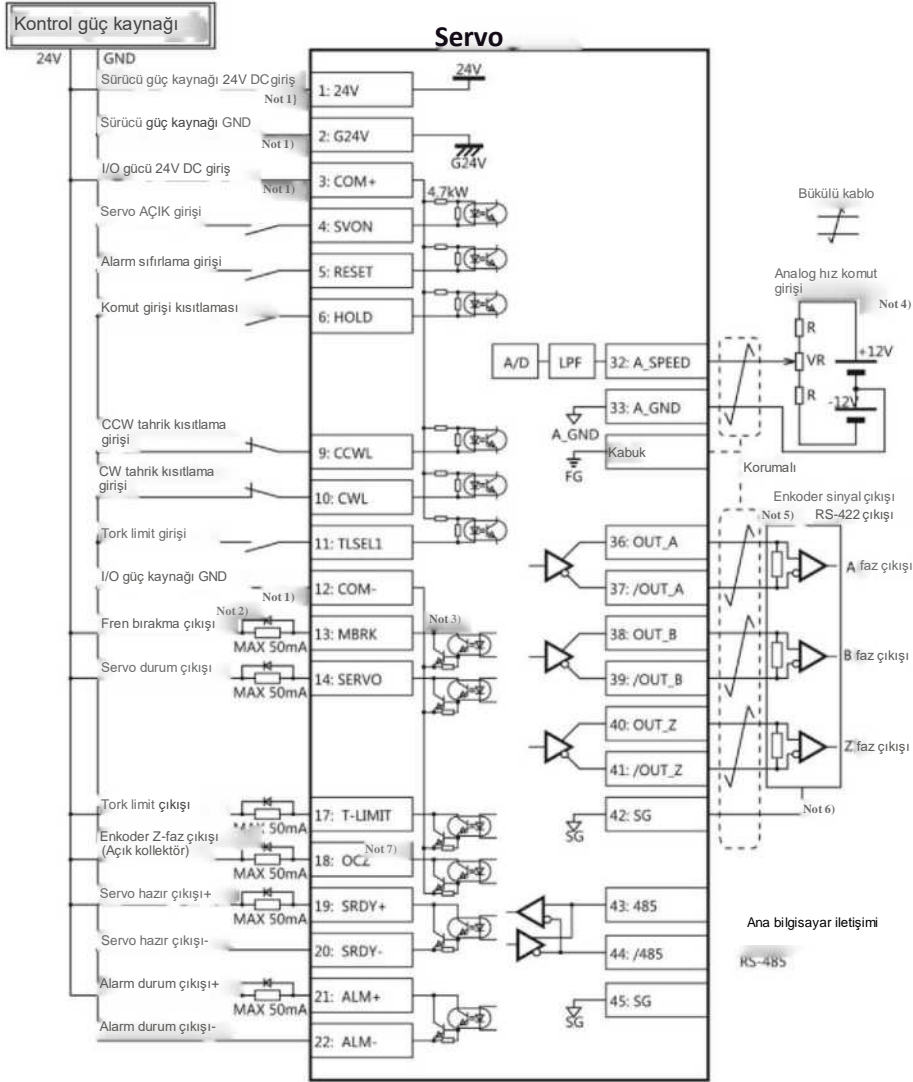 Kontrol güç kaynağı
Servo
24V
GND
24V
Sürücü güç kaynağı 24V DC giriş
Not 1)
1: 24V
Sürücü güç kaynağı GND
Not 1)
2: G24V
G24V
I/O gücü 24V DC giriş
Not 1)
3: COM+
4.7kW
Servo AÇIK girişi
4: SVON
Alarm sıfırlama girişi
5: RESET
Komut girişi kısıtlaması
6: HOLD
CCW tahrik kısıtlama
girişi
9: CCWL
CW tahrik kısıtlama
girişi
10: CWL
Tork limit girişi
11: TLSEL1
I/O güç kaynağı GND
Not 1)
12: COM-
Not 2)
Not 3)
Fren bırakma çıkışı
MAX 50mA
13: MBRK
Servo durum çıkışı
MAX 50mA
14: SERVO
Tork limit çıkışı
MAX 50mA
17: T-LIMIT
Enkoder Z-faz çıkışı
(Açık kollektör)
MAX 50mA
18: OCZ
Not 7)
Servo hazır çıkışı+
MAX 50mA
19: SRDY+
Servo hazır çıkışı-
20: SRDY-
Alarm durum çıkışı+
MAX 50mA
21: ALM+
Alarm durum çıkışı-
22: ALM-
Bükülü kablo
Analog hız komut
girişi
Not 4)
R
VR
R
+12V
-12V
A/D
LPF
32: A_SPEED
33: A_GND
A_GND
Kabuk
FG
Korumalı
Enkoder sinyal çıkışı
Not 5)
RS-422 çıkışı
36: OUT_A
37: /OUT_A
A faz çıkışı
38: OUT_B
39: /OUT_B
B faz çıkışı
40: OUT_Z
41: /OUT_Z
Z faz çıkışı
42: SG
SG
Not 6)
43: 485
44: /485
Ana bilgisayar iletişimi
RS-485
45: SG
SG